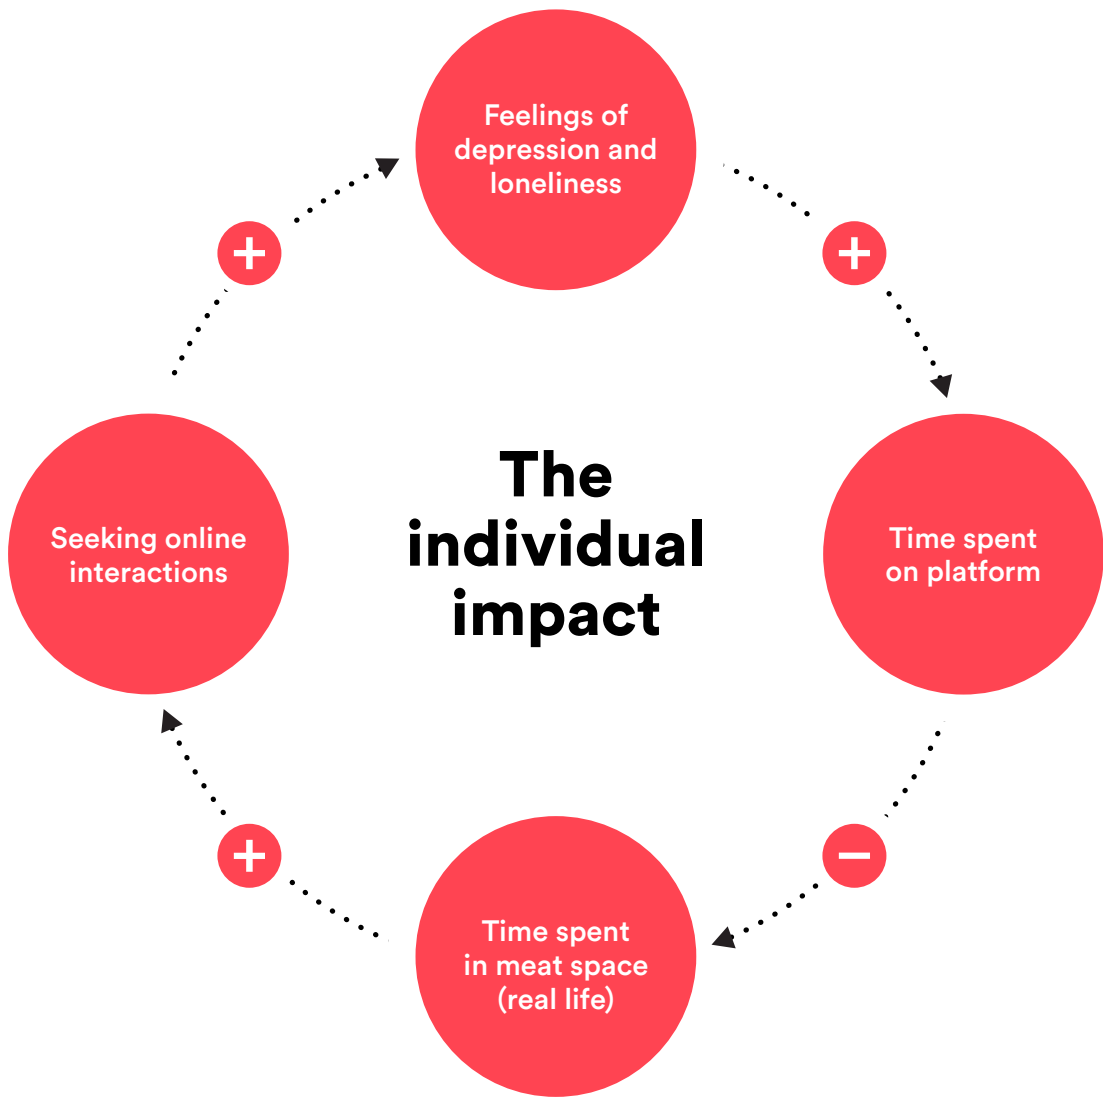 Feelings of
depression and
loneliness
+
+
The
individual
impact
Seeking online
interactions
Time spent
on platform
+
−
Time spent
in meat space
(real life)